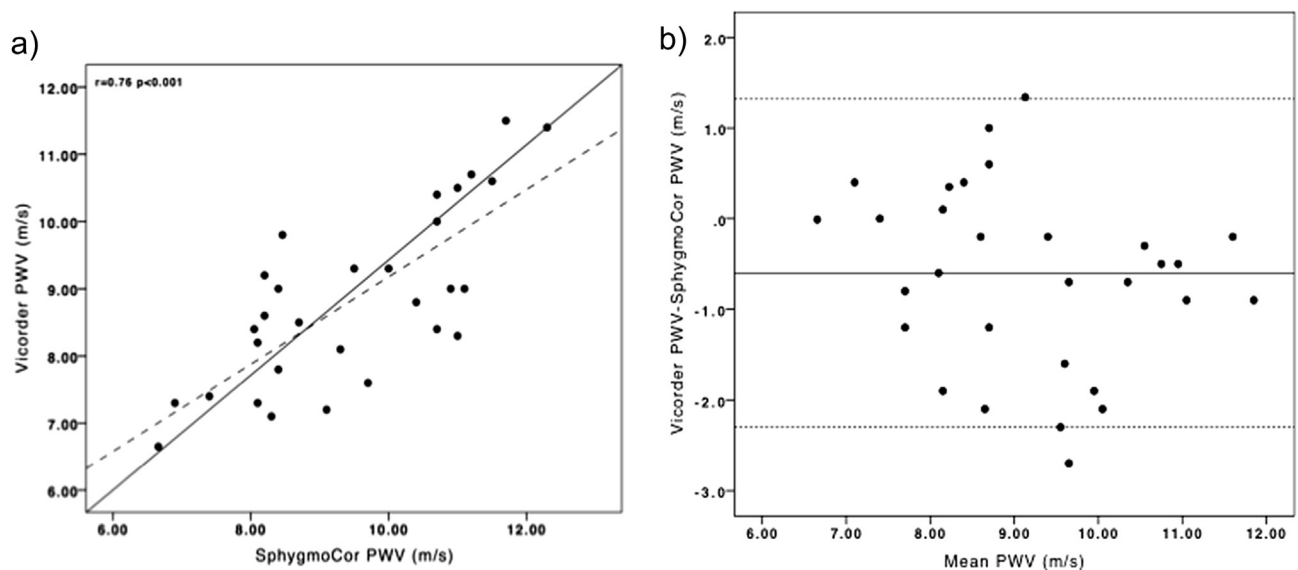 a)
r=0.76 p<0.001
12.00
11.00
10.00
9.00
8.00
7.00
6.00
Vicorder PWV (m/s)
6.00 8.00 10.00 12.00
SphygmoCor PWV (m/s)
b)
2.0
1.0
.0
-1.0
-2.0
-3.0
Vicorder PWV-SphygmoCor PWV (m/s)
6.00 7.00 8.00 9.00 10.00 11.00 12.00
Mean PWV (m/s)